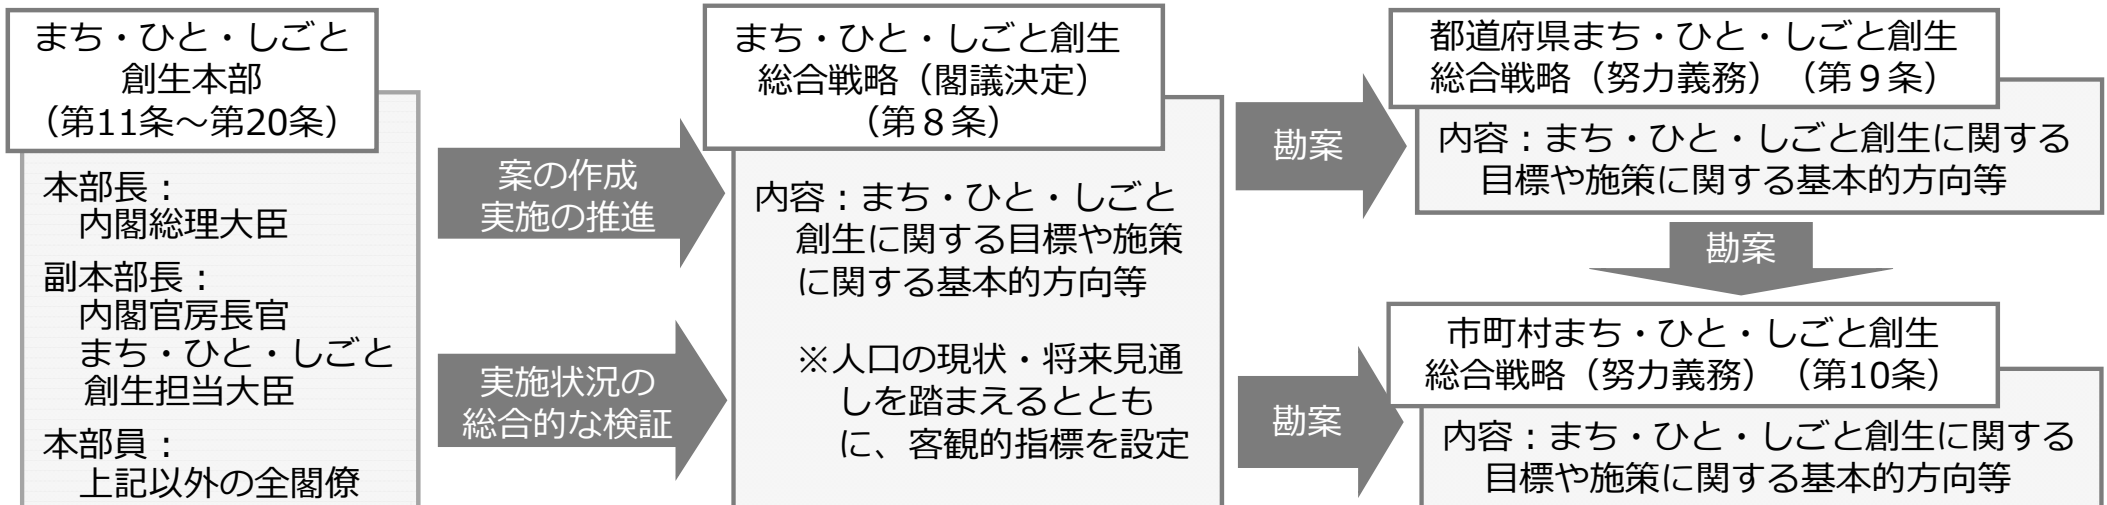 まち・ひと・しごと
創生本部
（第11条～第20条）
本部長：
内閣総理大臣
副本部長：
内閣官房長官
まち・ひと・しごと
創生担当大臣
本部員：
上記以外の全閣僚
案の作成
実施の推進
実施状況の
総合的な検証
まち・ひと・しごと創生
総合戦略（閣議決定）
（第８条）
内容：まち・ひと・しごと
創生に関する目標や施策
に関する基本的方向等
※人口の現状・将来見通
しを踏まえるととも
に、客観的指標を設定
勘案
勘案
都道府県まち・ひと・しごと創生
総合戦略（努力義務）（第９条）
内容：まち・ひと・しごと創生に関する
目標や施策に関する基本的方向等
勘案
市町村まち・ひと・しごと創生
総合戦略（努力義務）（第10条）
内容：まち・ひと・しごと創生に関する
目標や施策に関する基本的方向等